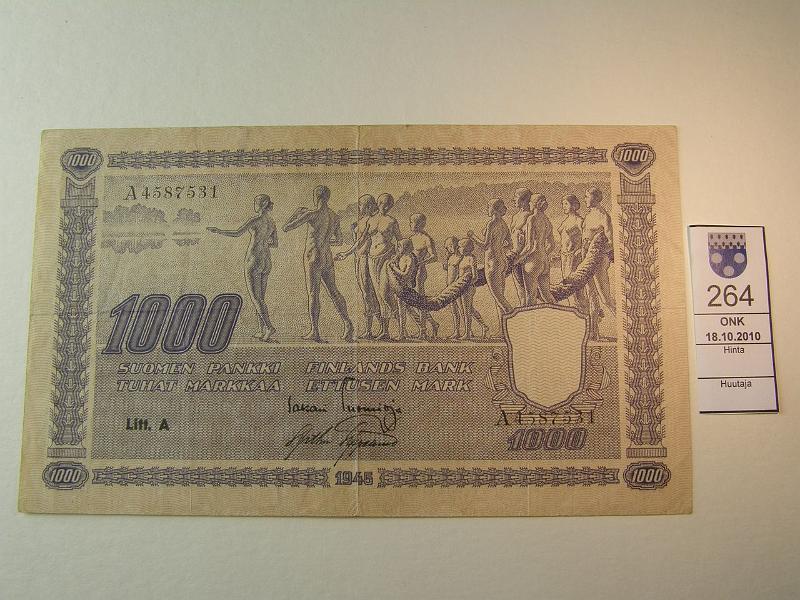 1000
1000
A4587531
1000
SUOMEN PANKKI FINLANDS BANK
TUHAT MARKKAA ETTUSEN MARK
Litt. A
A4587531
1000
1000
1945
1000
264
ONK
18.10.2010
Hinta
Huutaja